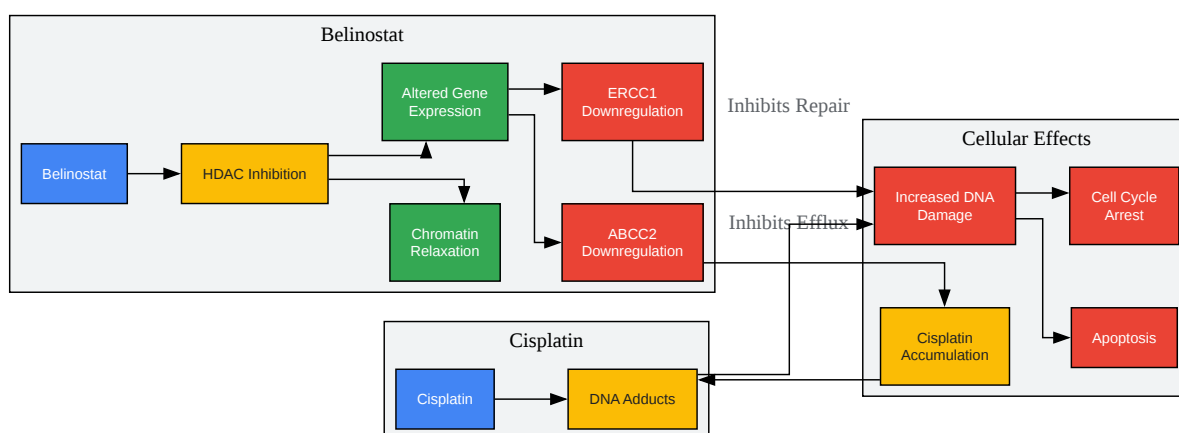 Belinostat
Altered Gene
Expression
ERCC1
Downregulation
Inhibits Repair
Belinostat
HDAC Inhibition
Chromatin
Relaxation
ABCC2
Downregulation
Inhibits Efflux
Cellular Effects
Increased DNA
Damage
Cell Cycle
Arrest
Cisplatin
Accumulation
Apoptosis
Cisplatin
Cisplatin
DNA Adducts